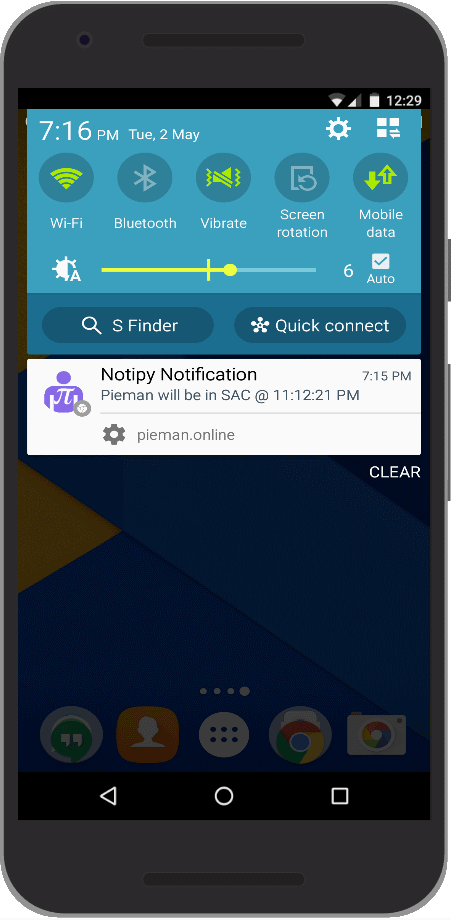 12:29
7:16 PM Tue, 2 May
Wi-Fi
Bluetooth
Vibrate
Screen
rotation
Mobile
data
A
6
Auto
S Finder
Quick connect
Notipy Notification
7:15 PM
Pieman will be in SAC @ 11:12:21 PM
π
pieman.online
CLEAR